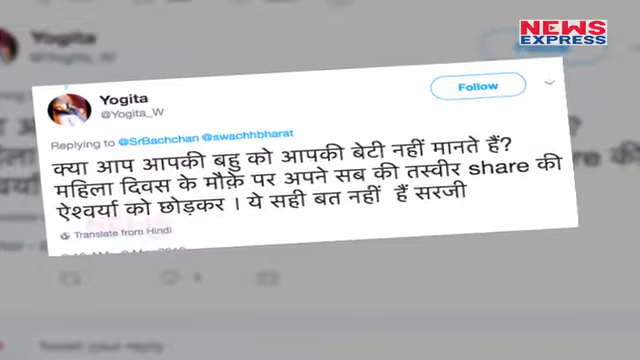 NEWS
EXPRESS
Yogita
Yogita
@Yogita_W
Follow
Replying to @SrBachchan @swachhbharat
क्या आप आपकी बहु को आपकी बेटी नहीं मानते हैं?
महिला दिवस के मौक़े पर अपने सब की तस्वीर share की
ऐश्वर्या को छोड़कर । ये सही बत नहीं हैं सरजी
Translate from Hindi
Tweet your reply